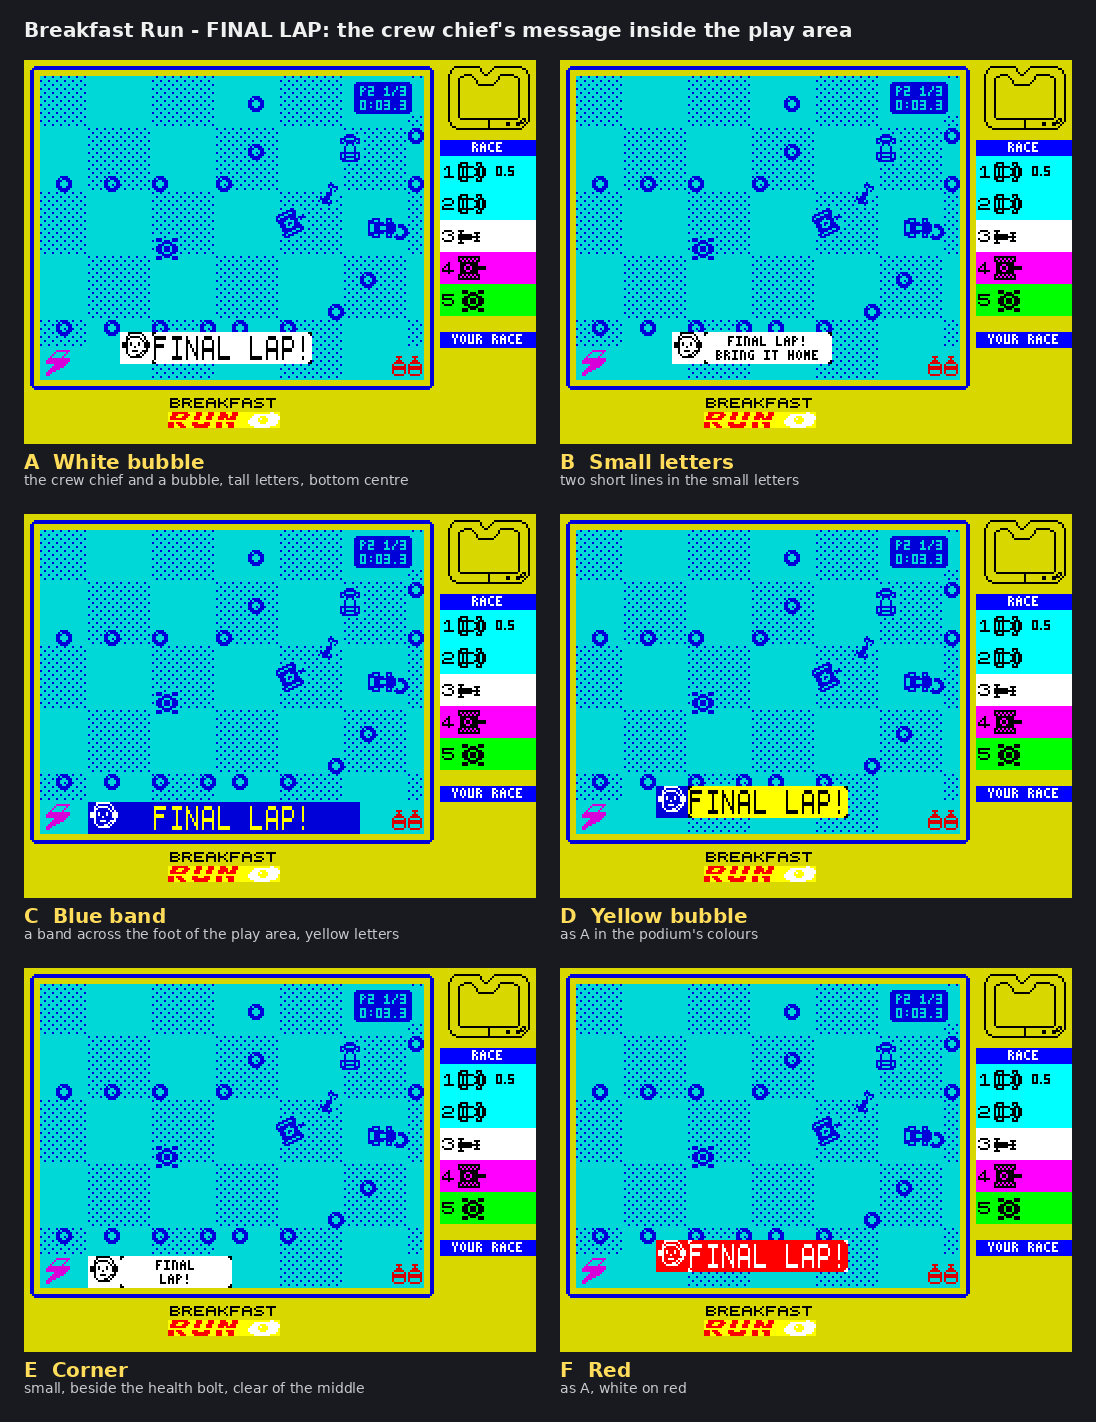 Breakfast Run - FINAL LAP: the crew chief's message inside the play area
P2 1/3
0:03.3
RACE
1 0.5
2
3
4
5
FINAL LAP!
YOUR RACE
BREAKFAST
RUN
A White bubble
the crew chief and a bubble, tall letters, bottom centre
P2 1/3
0:03.3
RACE
1 0.5
2
3
4
5
FINAL LAP!
BRING IT HOME
YOUR RACE
BREAKFAST
RUN
B Small letters
two short lines in the small letters
P2 1/3
0:03.3
RACE
1 0.5
2
3
4
5
YOUR RACE
FINAL LAP!
BREAKFAST
RUN
C Blue band
a band across the foot of the play area, yellow letters
P2 1/3
0:03.3
RACE
1 0.5
2
3
4
5
YOUR RACE
FINAL LAP!
BREAKFAST
RUN
D Yellow bubble
as A in the podium's colours
P2 1/3
0:03.3
RACE
1 0.5
2
3
4
5
YOUR RACE
FINAL
LAP!
BREAKFAST
RUN
E Corner
small, beside the health bolt, clear of the middle
P2 1/3
0:03.3
RACE
1 0.5
2
3
4
5
YOUR RACE
FINAL LAP!
BREAKFAST
RUN
F Red
as A, white on red